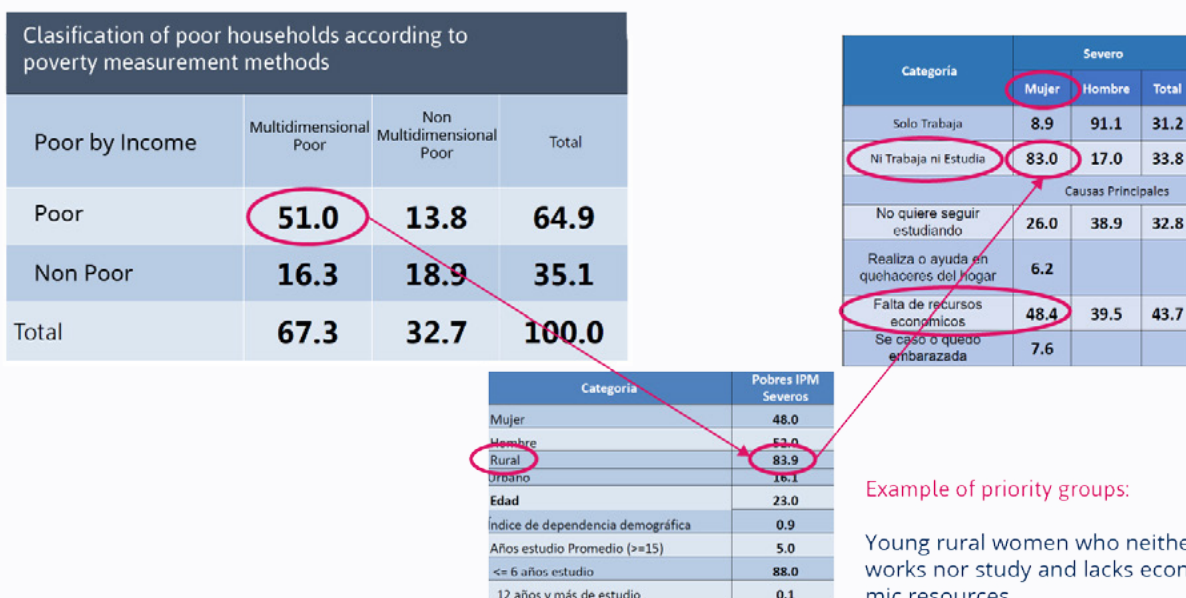 Clasification of poor households according to
poverty measurement methods
Poor by Income
Multidimensional
Poor
Non
Multidimensional
Poor
Total
Poor 51.0 13.8 64.9
Non Poor 16.3 18.9 35.1
Total 67.3 32.7 100.0
Categoría
Severo
Mujer Hombre Total
Solo Trabaja 8.9 91.1 31.2
Ni Trabaja ni Estudia 83.0 17.0 33.8
Causas Principales
No quiere seguir
estudiando
26.0 38.9 32.8
Realiza o ayuda en
quehaceres del hogar
6.2
Falta de recursos
economicos
48.4 39.5 43.7
Se caso o quedo
embarazada
7.6
Categoría
Pobres IPM
Severos
Mujer 48.0
Hombre 52.0
Rural 83.9
Urbano 16.1
Edad 23.0
Índice de dependencia demográfica 0.9
Años estudio Promedio (>=15) 5.0
<= 6 años estudio 88.0
12 años y más de estudio 0.1
Example of priority groups:
Young rural women who neithe
works nor study and lacks econ
mic resources